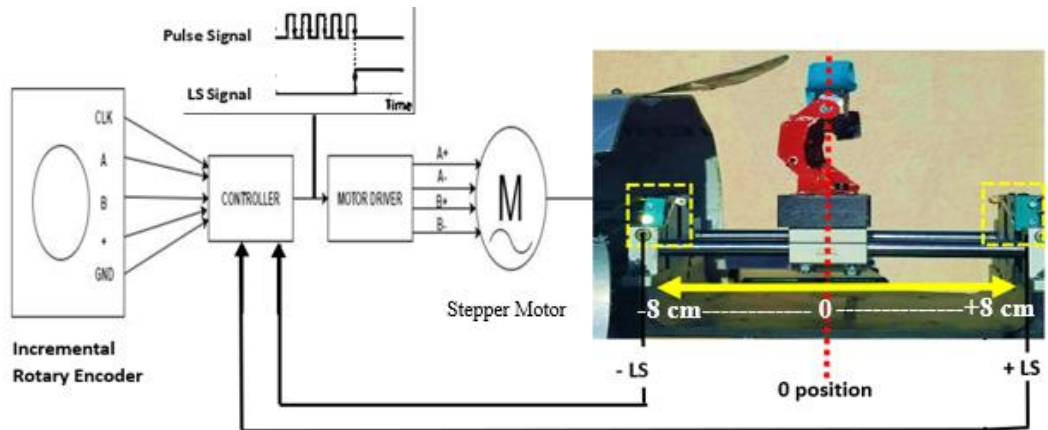 Pulse Signal
LS Signal
Time
CLK
A
B
+
GND
CONTROLLER
MOTOR DRIVER
A+
A-
B+
B-
M
Stepper Motor
Incremental
Rotary Encoder
-8 cm------------ 0 --------------+8 cm
- LS
+ LS
0 position